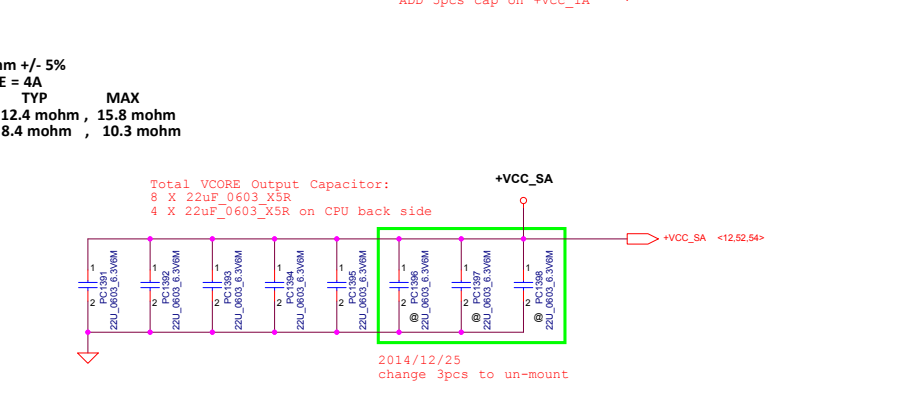 ADD 5pcs cap on +VCC_IA
hm +/- 5%
E = 4A
TYP MAX
12.4 mohm , 15.8 mohm
8.4 mohm , 10.3 mohm
+VCC_SA
Total VCORE Output Capacitor:
8 X 22uF_0603_X5R
4 X 22uF_0603_X5R on CPU back side
+VCC_SA <12,52,54>
1
2
PC1391
22U_0603_6.3V6M
1
2
PC1392
22U_0603_6.3V6M
1
2
PC1393
22U_0603_6.3V6M
1
2
PC1394
22U_0603_6.3V6M
1
2
PC1395
22U_0603_6.3V6M
1
2
@
PC1396
22U_0603_6.3V6M
1
2
@
PC1397
22U_0603_6.3V6M
1
2
@
PC1398
22U_0603_6.3V6M
2014/12/25
change 3pcs to un-mount